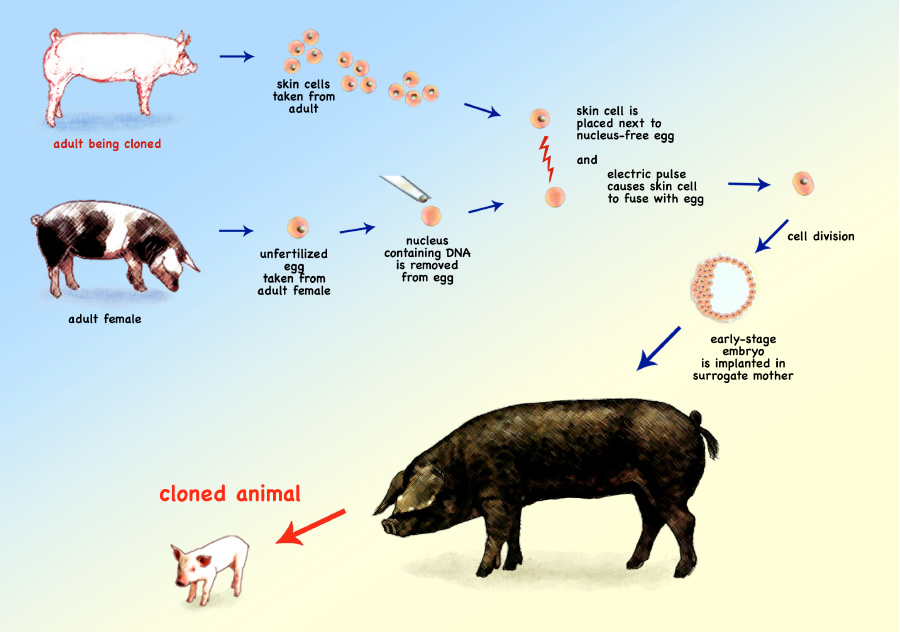 adult being cloned
skin cells
taken from
adult
skin cell is
placed next to
nucleus-free egg
and
electric pulse
causes skin cell
to fuse with egg
adult female
unfertilized
egg
taken from
adult female
nucleus
containing DNA
is removed
from egg
cell division
early-stage
embryo
is implanted in
surrogate mother
cloned animal